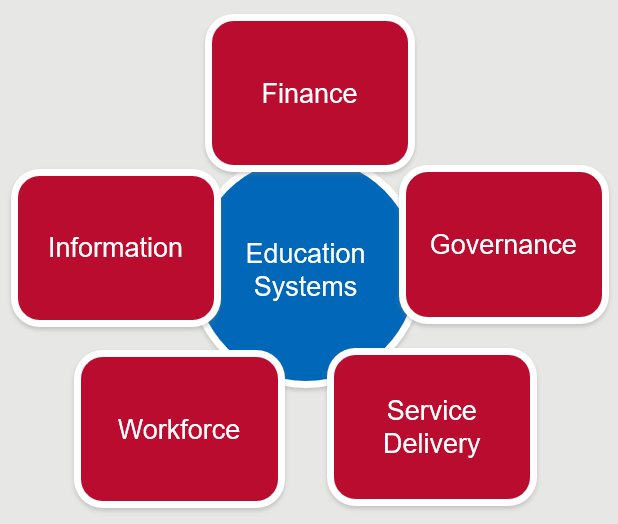 Finance
Information
Education
Systems
Governance
Workforce
Service
Delivery